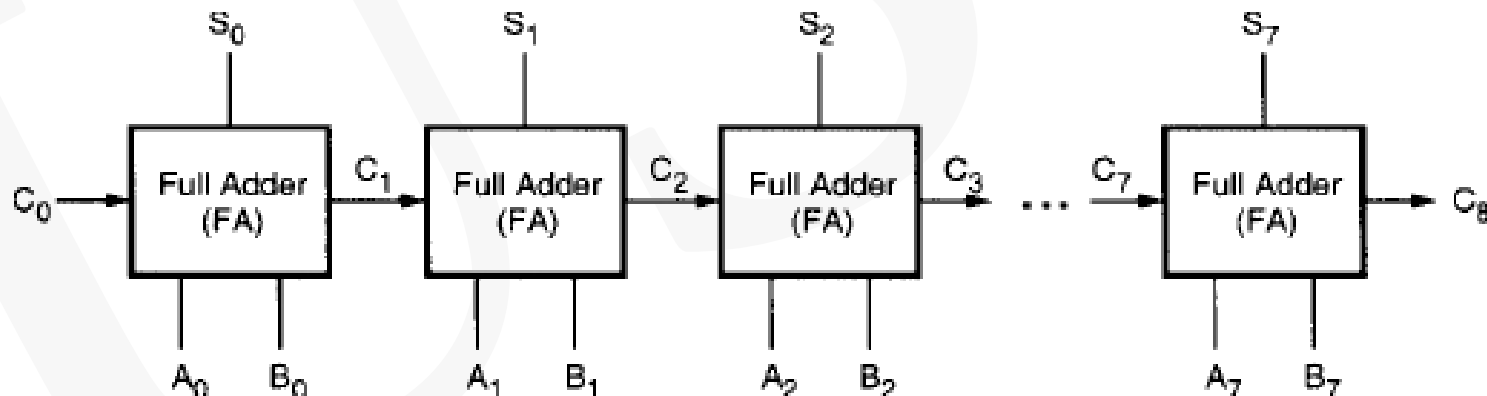 S₀ S₁ S₂ S₇
C₀ Full Adder (FA) C₁ Full Adder (FA) C₂ Full Adder (FA) C₃ ... C₇ Full Adder (FA) C₈
A₀ B₀ A₁ B₁ A₂ B₂ A₇ B₇